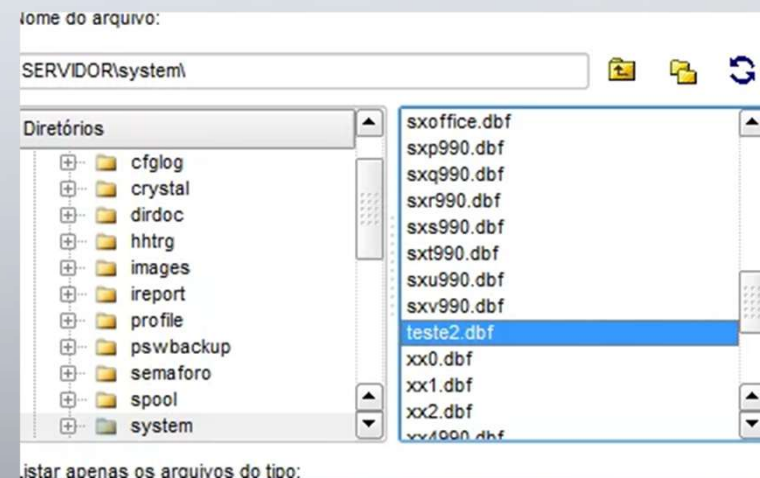 Nome do arquivo:
SERVIDOR\system\
Diretórios
cfglog
crystal
dirdoc
hhtrg
images
ireport
profile
pswbackup
semaforo
spool
system
sxoffice.dbf
sxp990.dbf
sxq990.dbf
sxr990.dbf
sxs990.dbf
sxt990.dbf
sxu990.dbf
sxv990.dbf
teste2.dbf
xx0.dbf
xx1.dbf
xx2.dbf
xx4990.dbf
Listar apenas os arquivos do tipo: